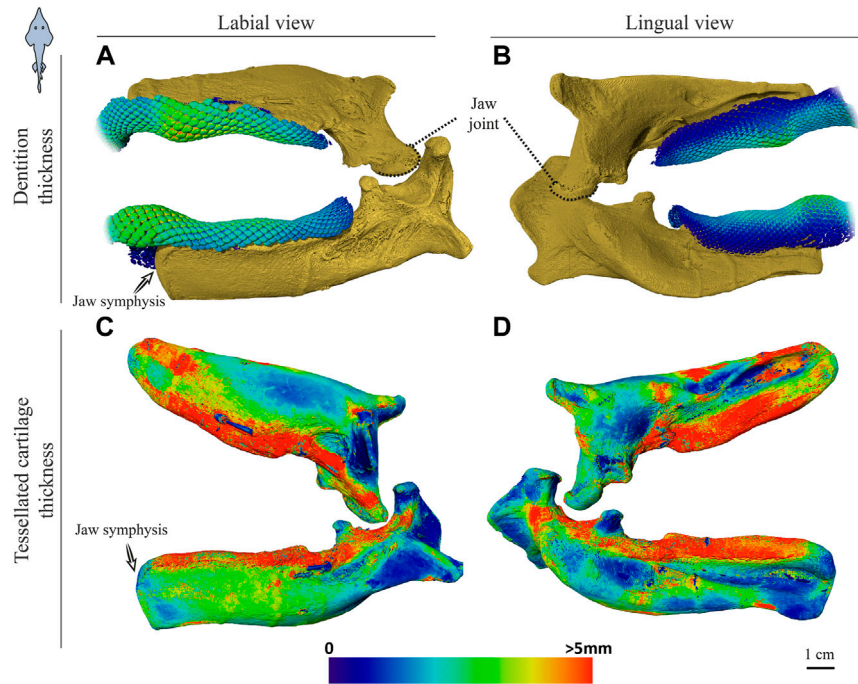 Labial view
Lingual view
A
B
Jaw
joint
Dentition
thickness
Jaw symphysis
C
D
Tessellated cartilage
thickness
Jaw symphysis
0
>5mm
1 cm